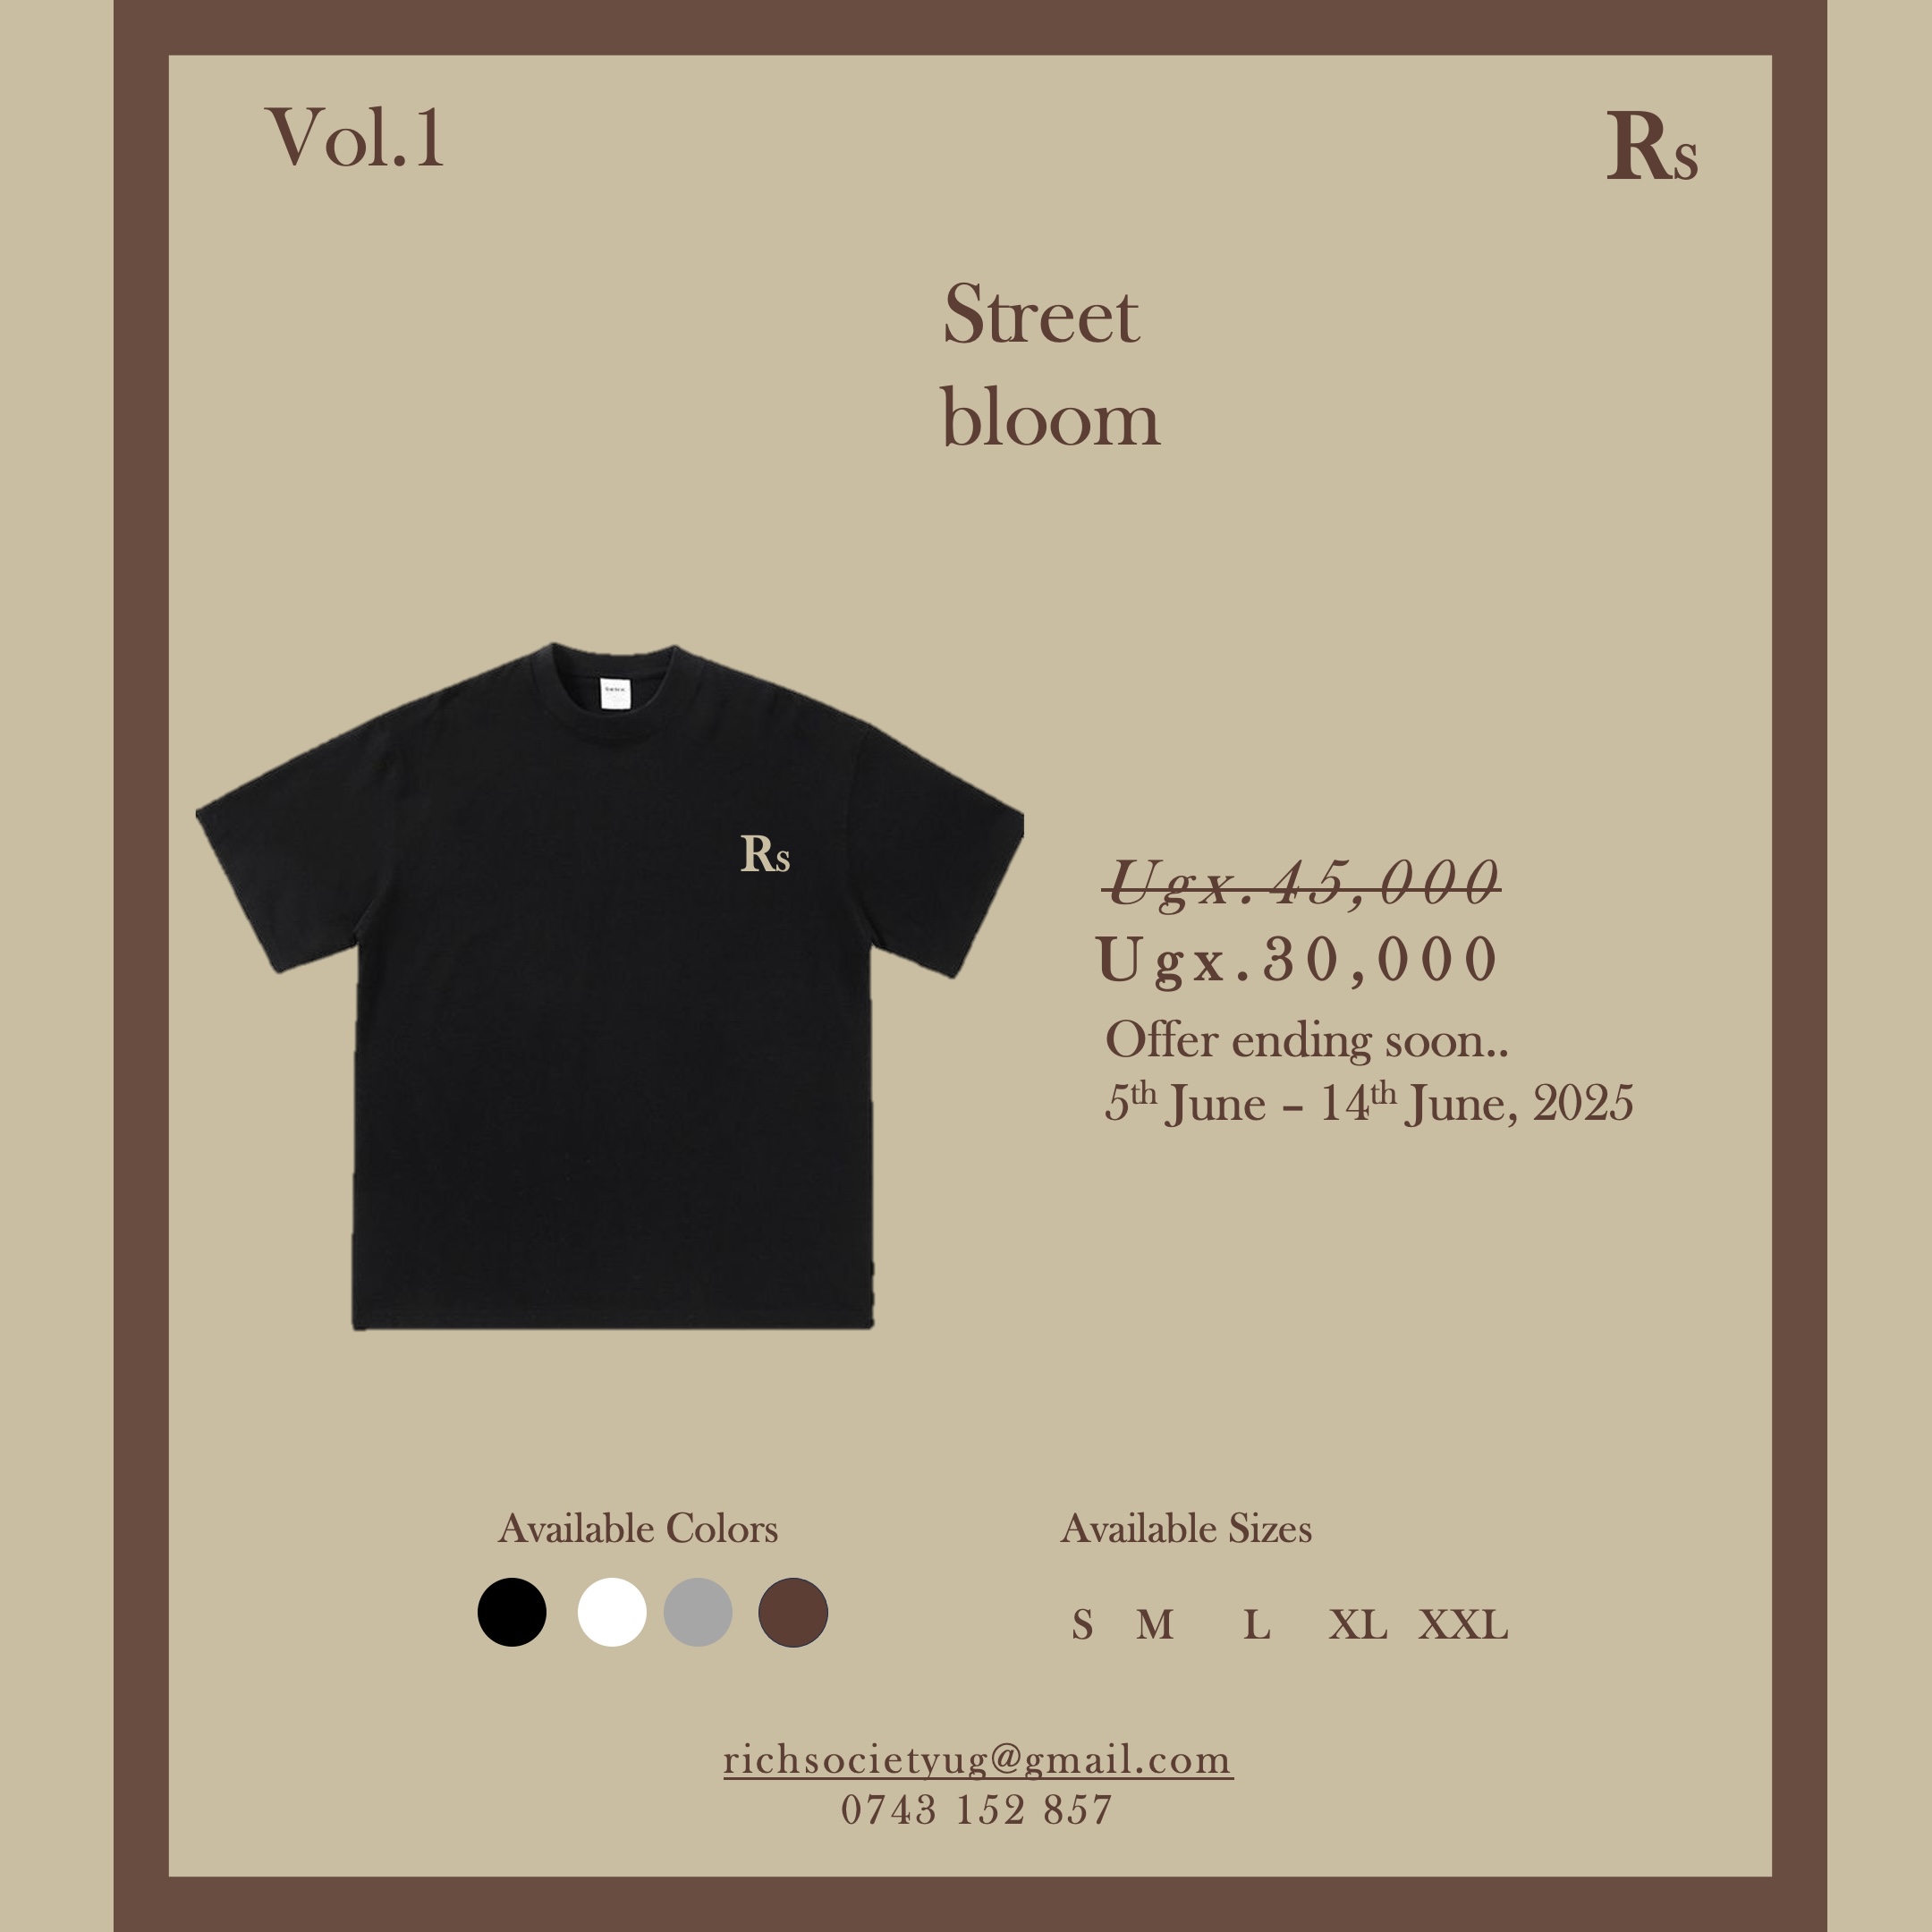 Vol.1
Rs
Street
bloom
Rs
Ugx.45,000
Ugx.30,000
Offer ending soon..
5th June – 14th June, 2025
Available Colors
Available Sizes
S M L XL XXL
richsocietyug@gmail.com
0743 152 857